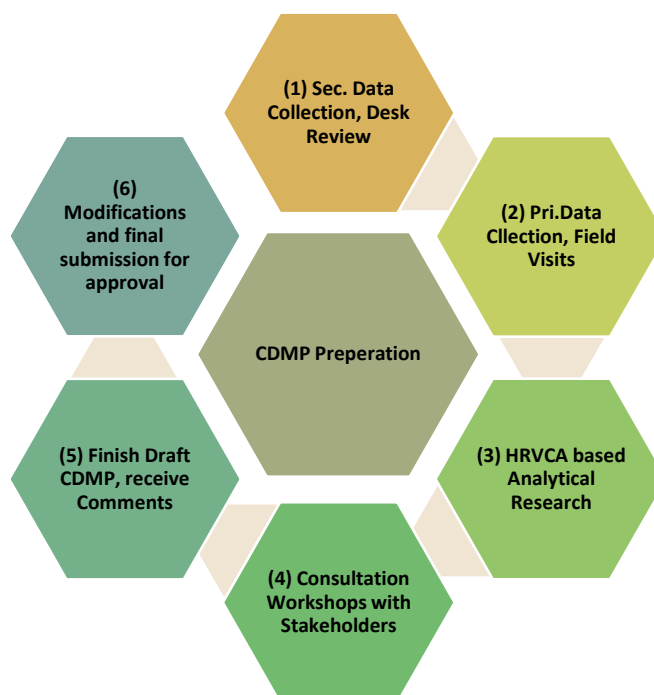 (1) Sec. Data
Collection, Desk
Review
(2) Pri.Data
Cllection, Field
Visits
(3) HRVCA based
Analytical
Research
(4) Consultation
Workshops with
Stakeholders
(5) Finish Draft
CDMP, receive
Comments
(6)
Modifications
and final
submission for
approval
CDMP Preperation